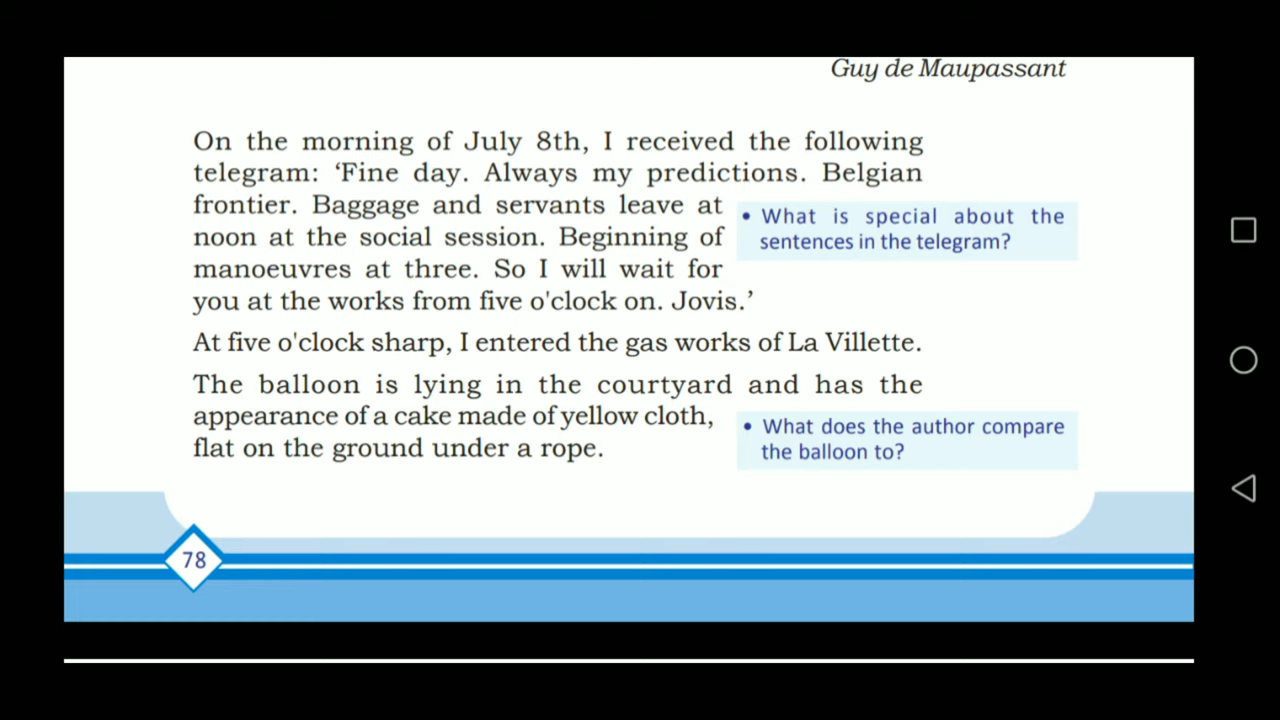 Guy de Maupassant
On the morning of July 8th, I received the following
telegram: ‘Fine day. Always my predictions. Belgian
frontier. Baggage and servants leave at
noon at the social session. Beginning of
manoeuvres at three. So I will wait for
you at the works from five o'clock on. Jovis.’
• What is special about the
sentences in the telegram?
At five o'clock sharp, I entered the gas works of La Villette.
The balloon is lying in the courtyard and has the
appearance of a cake made of yellow cloth,
flat on the ground under a rope.
• What does the author compare
the balloon to?
78